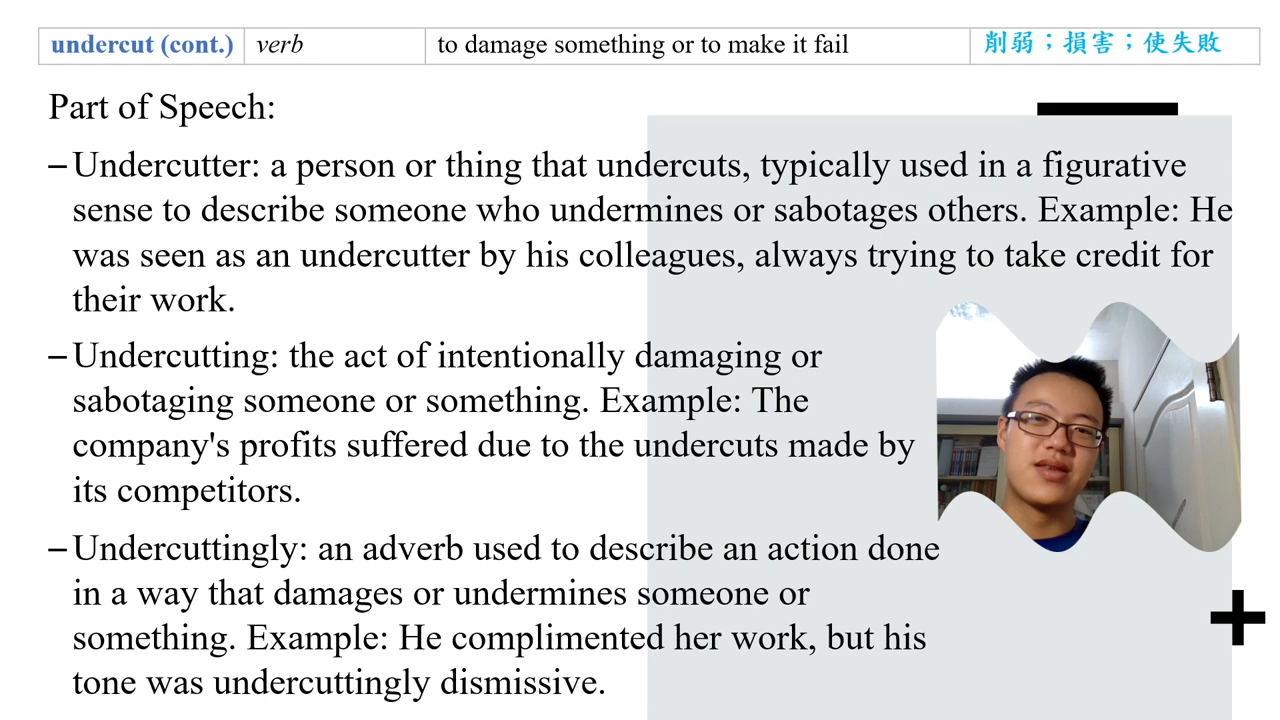 undercut (cont.) verb to damage something or to make it fail 削弱；損害；使失敗
Part of Speech:
–Undercutter: a person or thing that undercuts, typically used in a figurative
sense to describe someone who undermines or sabotages others. Example: He
was seen as an undercutter by his colleagues, always trying to take credit for
their work.
–Undercutting: the act of intentionally damaging or
sabotaging someone or something. Example: The
company's profits suffered due to the undercuts made by
its competitors.
–Undercuttingly: an adverb used to describe an action done
in a way that damages or undermines someone or
something. Example: He complimented her work, but his
tone was undercuttingly dismissive.